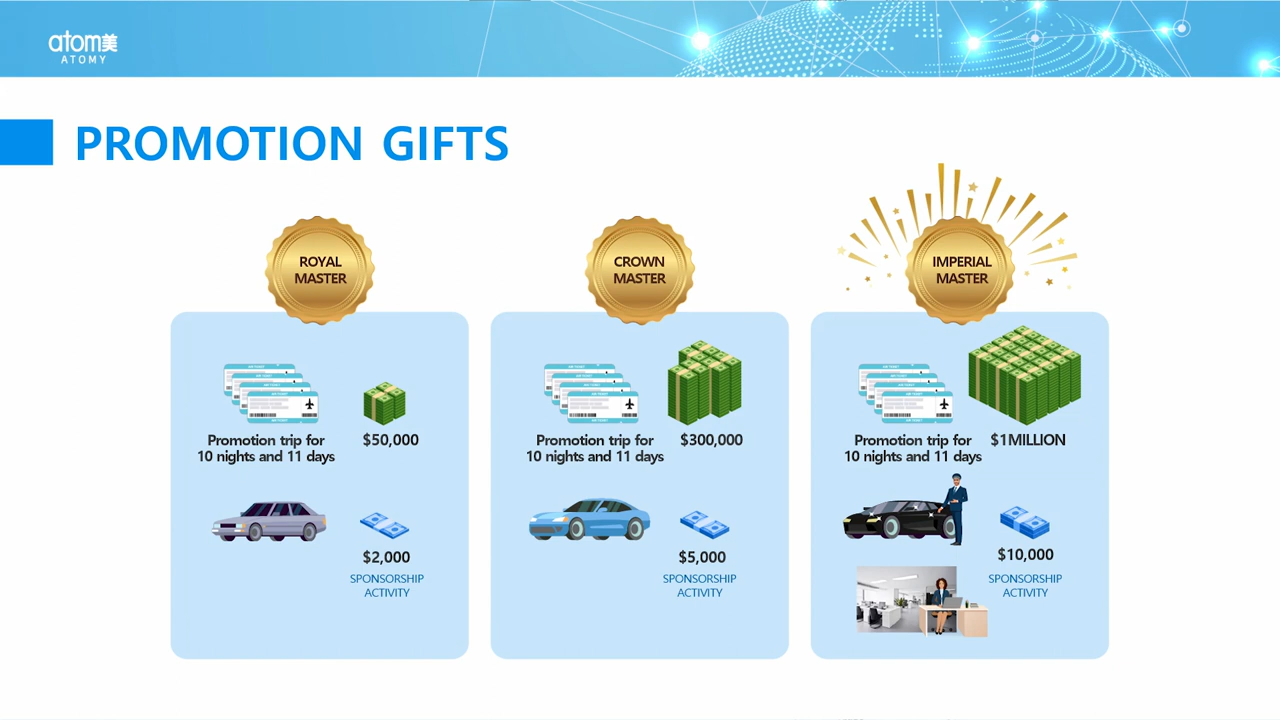 atom美
ATOMY
PROMOTION GIFTS
ROYAL
MASTER
Promotion trip for
10 nights and 11 days
$50,000
$2,000
SPONSORSHIP
ACTIVITY
CROWN
MASTER
Promotion trip for
10 nights and 11 days
$300,000
$5,000
SPONSORSHIP
ACTIVITY
IMPERIAL
MASTER
Promotion trip for
10 nights and 11 days
$1MILLION
$10,000
SPONSORSHIP
ACTIVITY